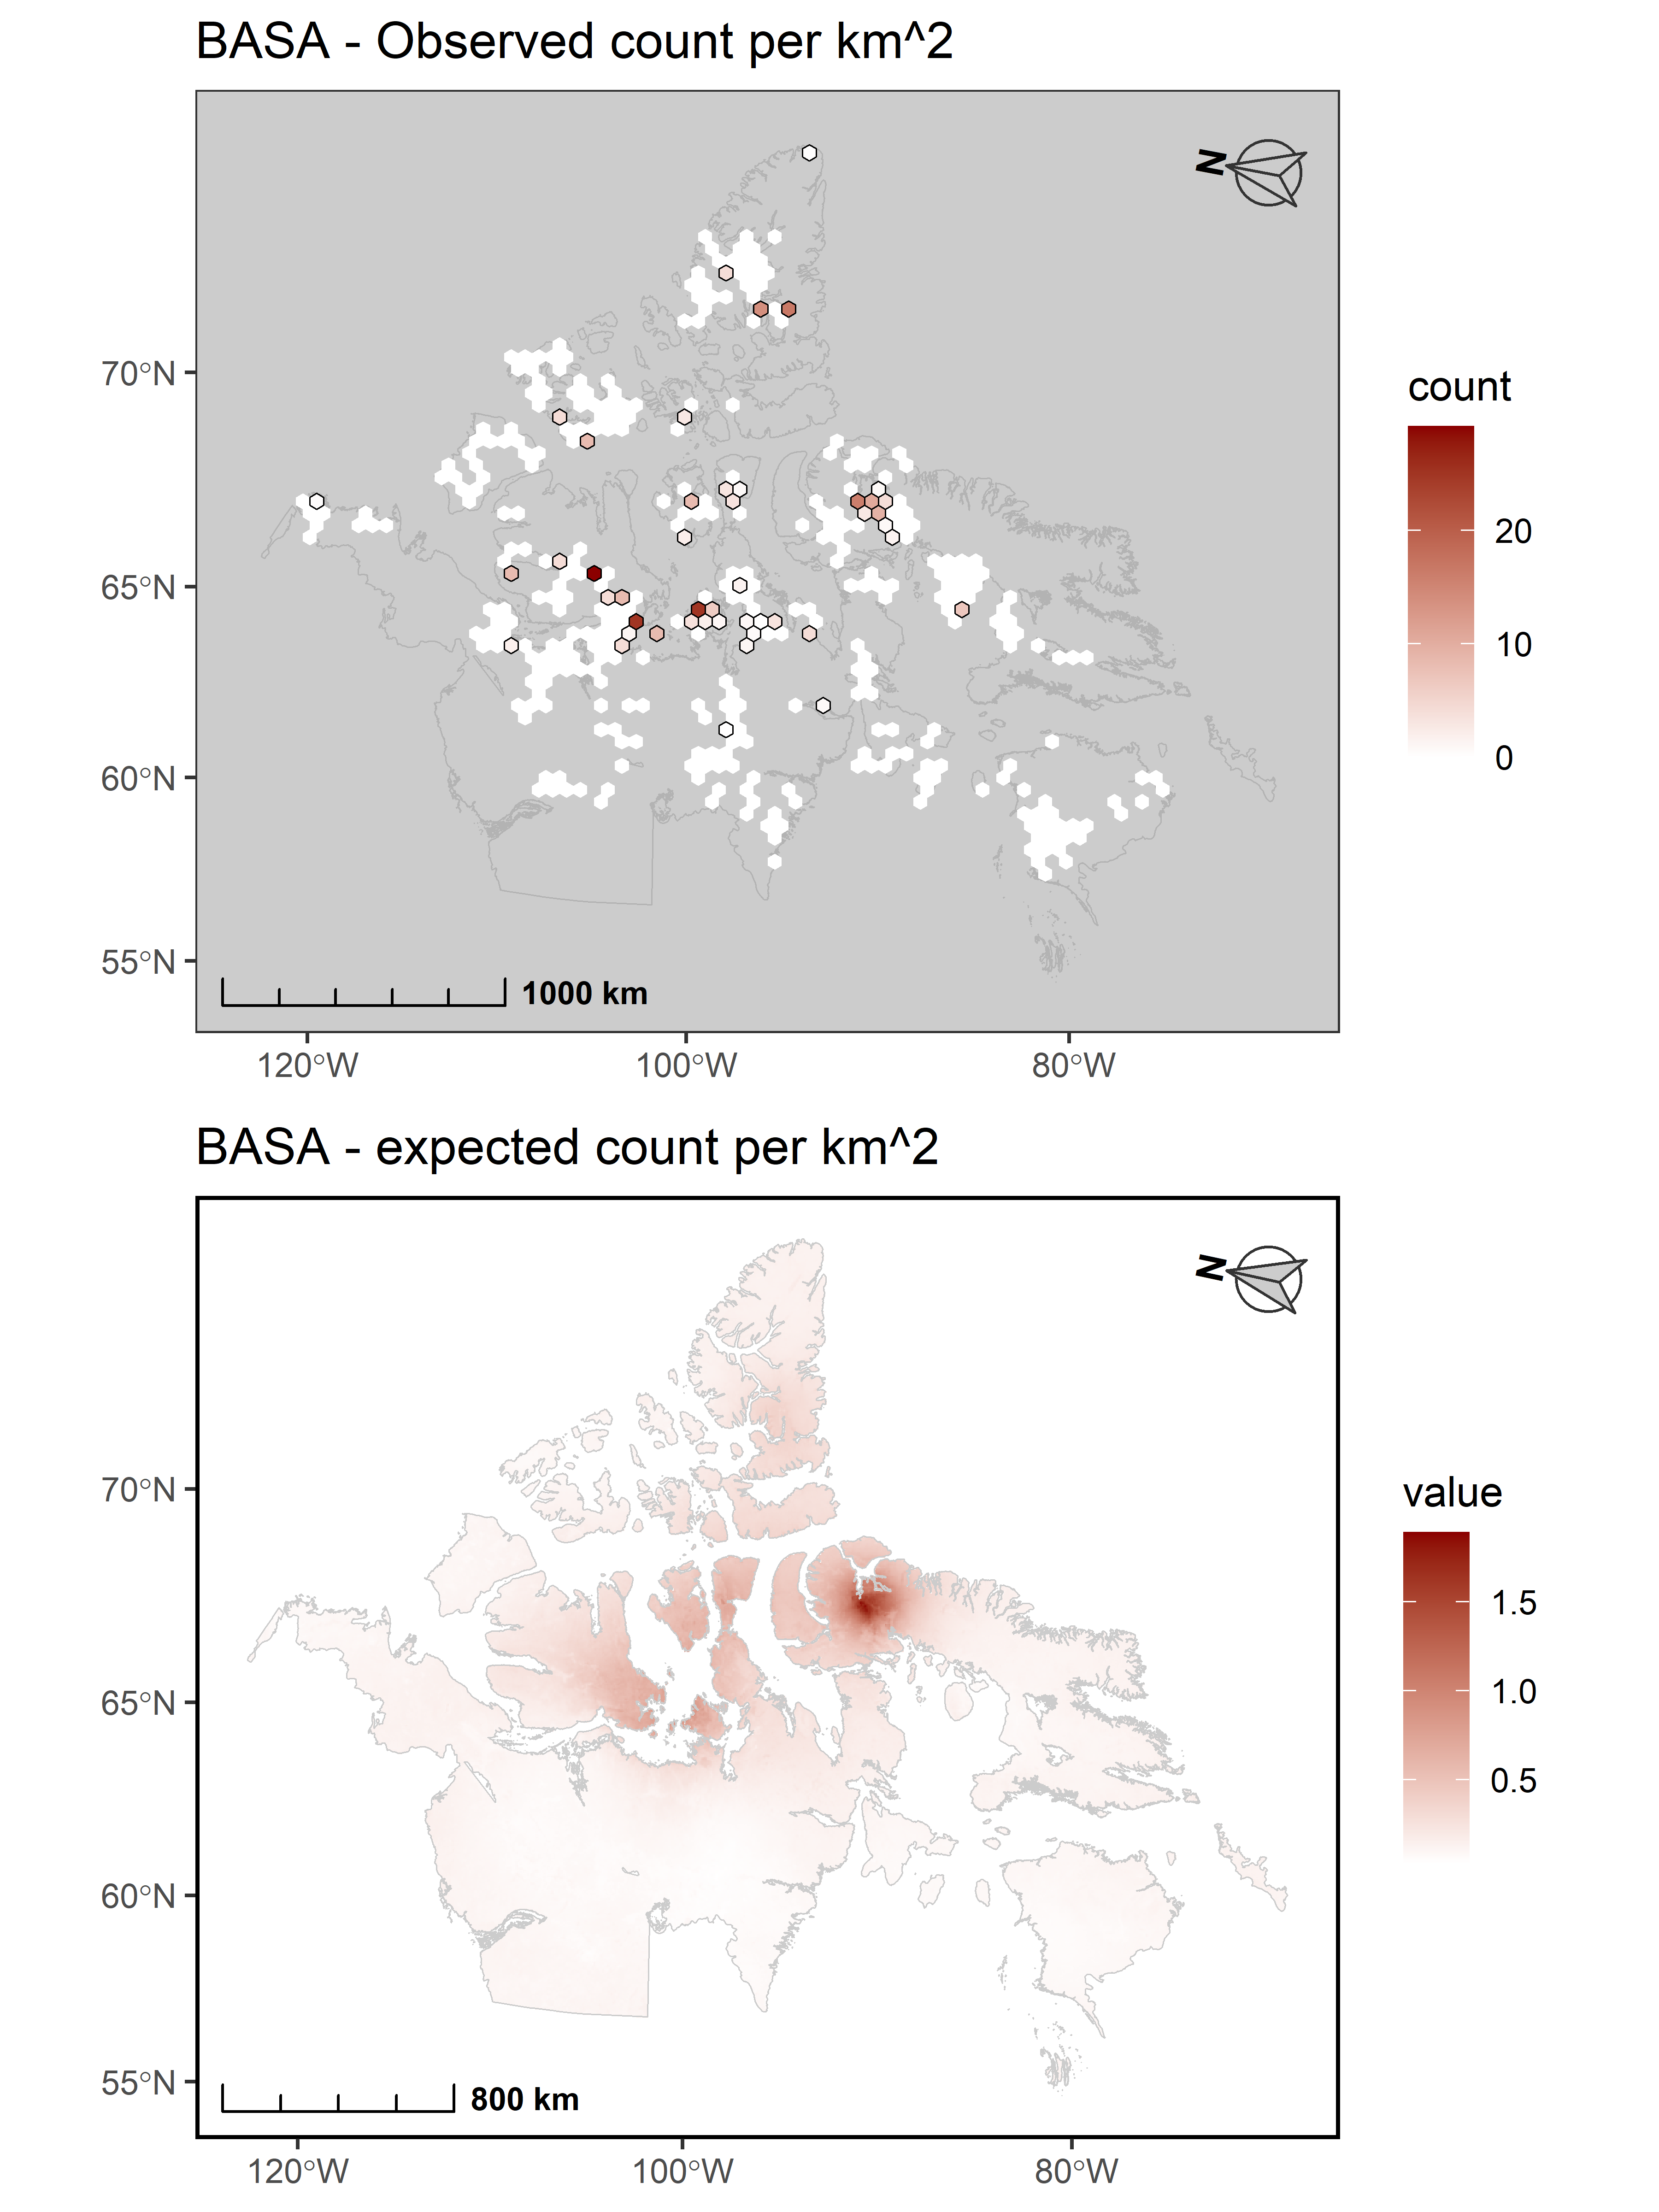 BASA - Observed count per km^2
N
70°N
65°N
60°N
55°N
1000 km
120°W 100°W 80°W
count
20
10
0
BASA - expected count per km^2
N
70°N
65°N
60°N
55°N
800 km
120°W 100°W 80°W
value
1.5
1.0
0.5